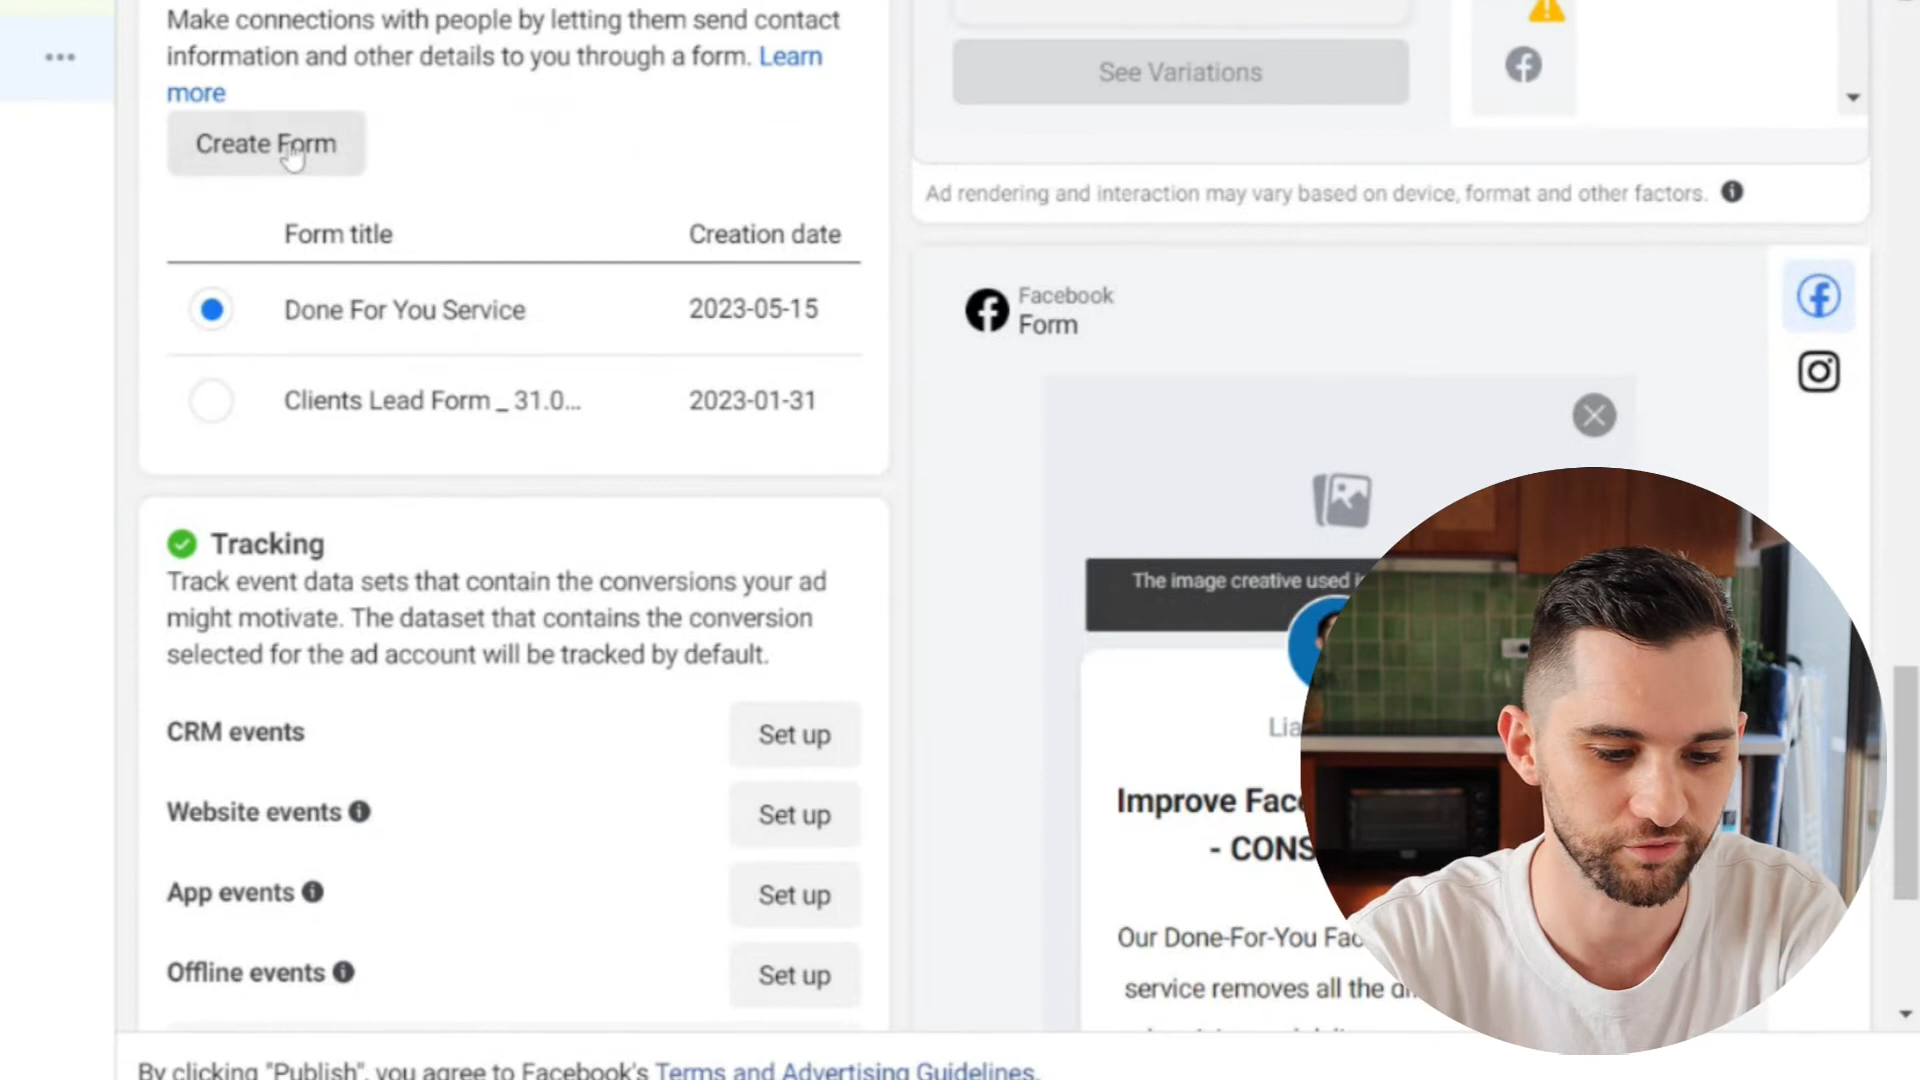 Make connections with people by letting them send contact
information and other details to you through a form. Learn
more
Create Form
Form title Creation date
Done For You Service 2023-05-15
Clients Lead Form _ 31.0... 2023-01-31
Tracking
Track event data sets that contain the conversions your ad
might motivate. The dataset that contains the conversion
selected for the ad account will be tracked by default.
CRM events Set up
Website events Set up
App events Set up
Offline events Set up
By clicking "Publish", you agree to Facebook's Terms and Advertising Guidelines.
See Variations
Ad rendering and interaction may vary based on device, format and other factors.
Facebook
Form
The image creative used
Improve
- CONS
Our Done-For-You
service removes all the